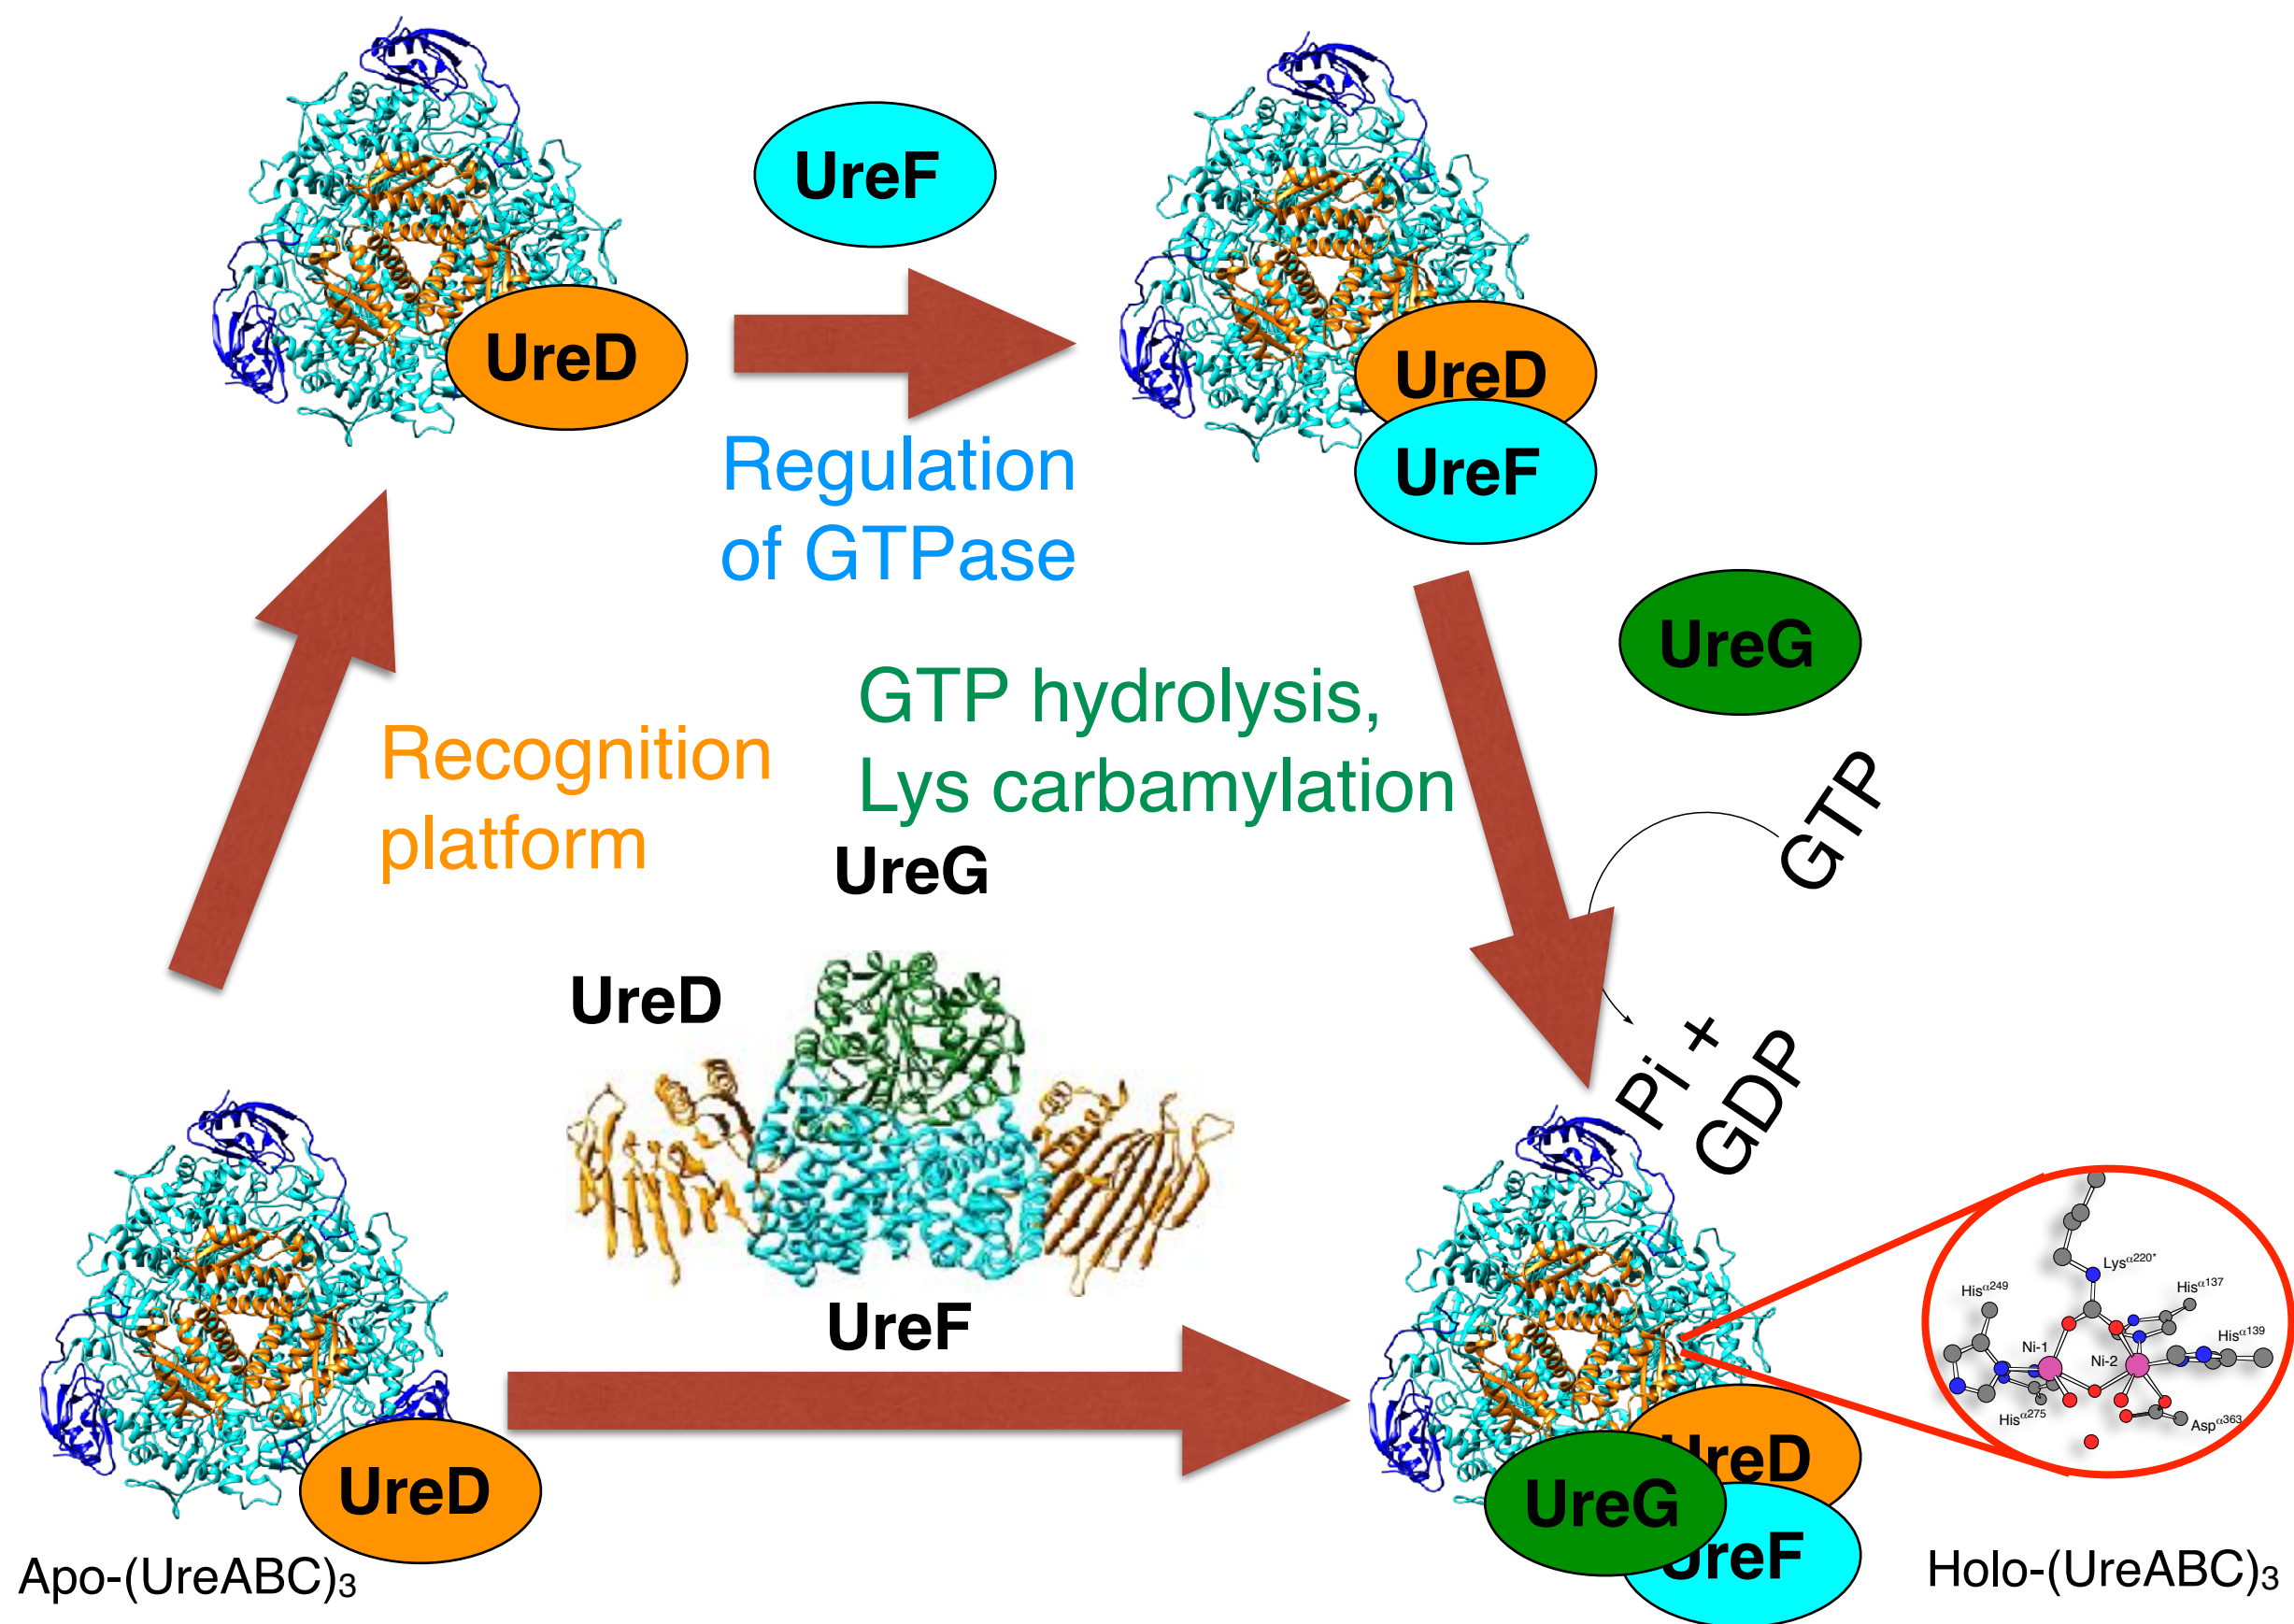 UreF
UreD
UreD
UreF
Regulation
of GTPase
UreG
GTP hydrolysis,
Lys carbamylation
Recognition
platform
GTP
UreG
UreD
Pi +
GDP
UreF
Lysα220*
Hisα249
Hisα137
Hisα139
Ni-1
Ni-2
Hisα275
Aspα363
UreD
UreD
UreG
UreF
Apo-(UreABC)₃
Holo-(UreABC)₃